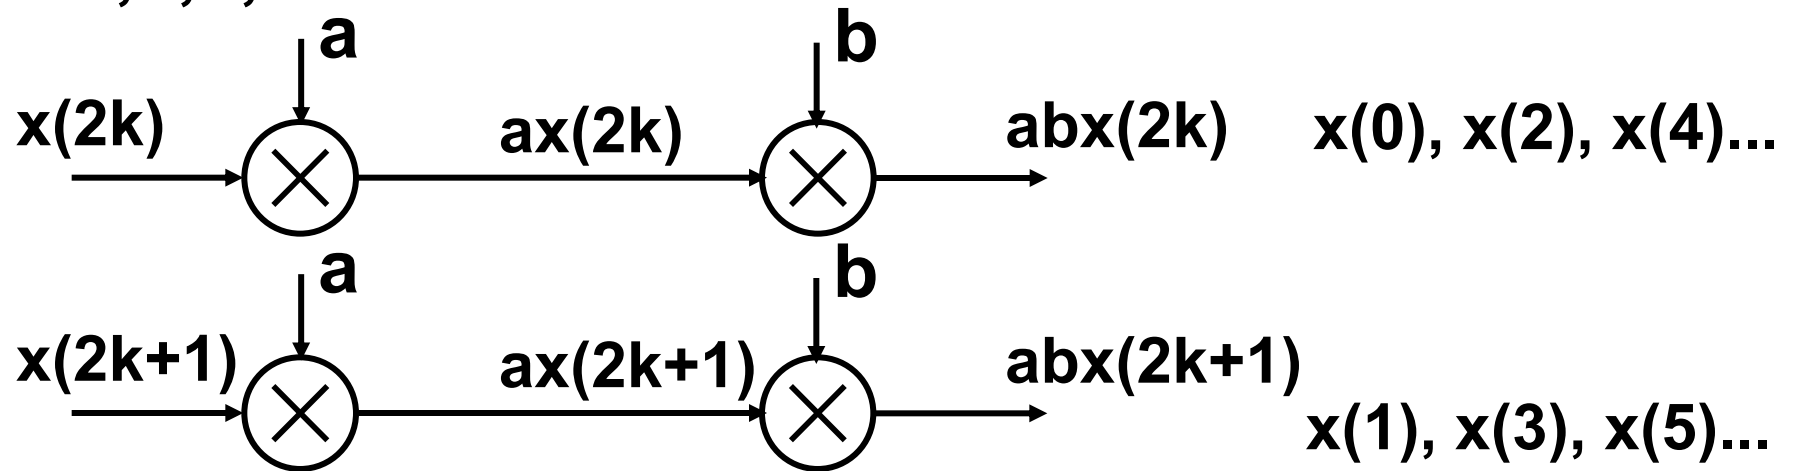 a b
x(2k) ax(2k) abx(2k) x(0), x(2), x(4)...
a b
x(2k+1) ax(2k+1) abx(2k+1)
x(1), x(3), x(5)...